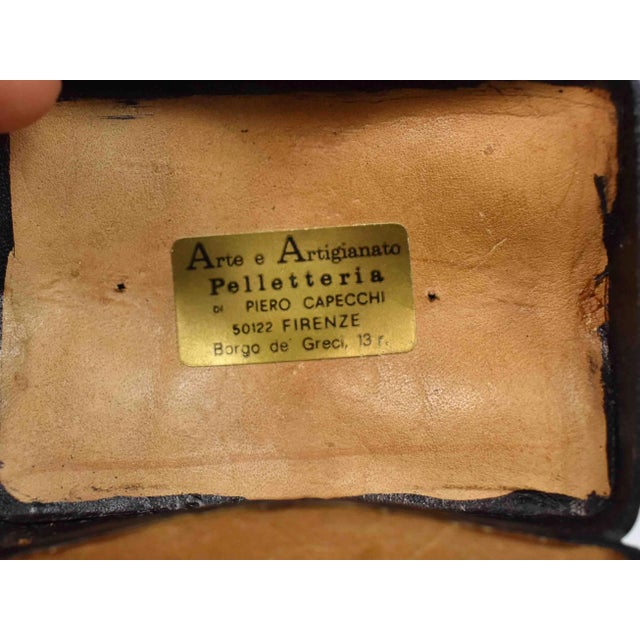 Arte e Artigianato
Pelletteria
DI PIERO CAPECCHI
50122 FIRENZE
Borgo de' Greci, 13 r.